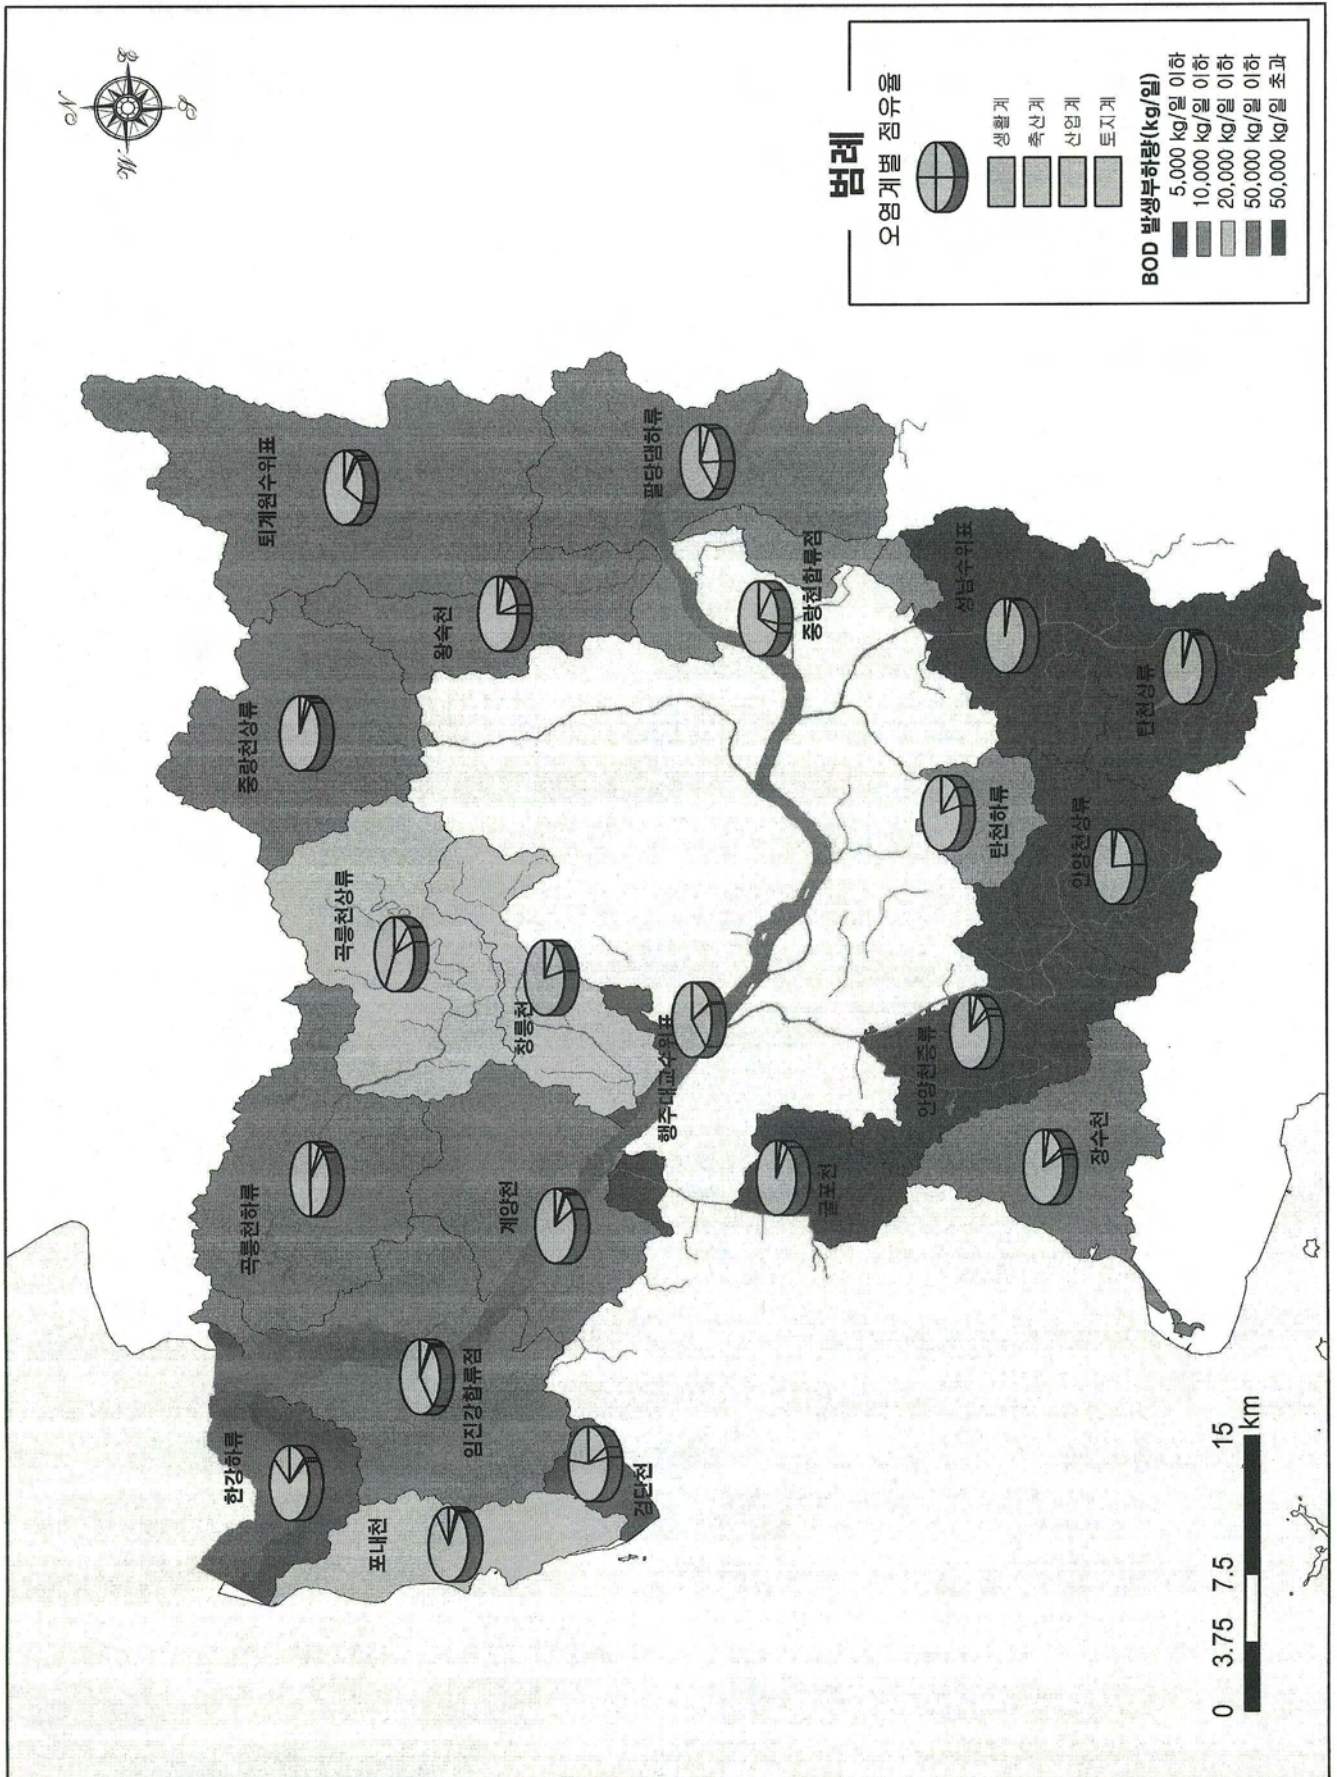 N
E
S
W
범례
오염계별 점유율
생활계
축산계
산업계
토지계
BOD 발생부하량(kg/일)
5,000 kg/일 이하
10,000 kg/일 이하
20,000 kg/일 이하
50,000 kg/일 이하
50,000 kg/일 초과
퇴계원수위표
팔당댐하류
왕숙천
중랑천합류점
성남수위표
중랑천상류
탄천상류
탄천하류
안양천상류
곡릉천상류
창릉천
행주대교수위표
안양천중류
장수천
굴포천
곡릉천하류
계양천
임진강합류점
한강하류
포내천
검단천
0 3.75 7.5 15
km